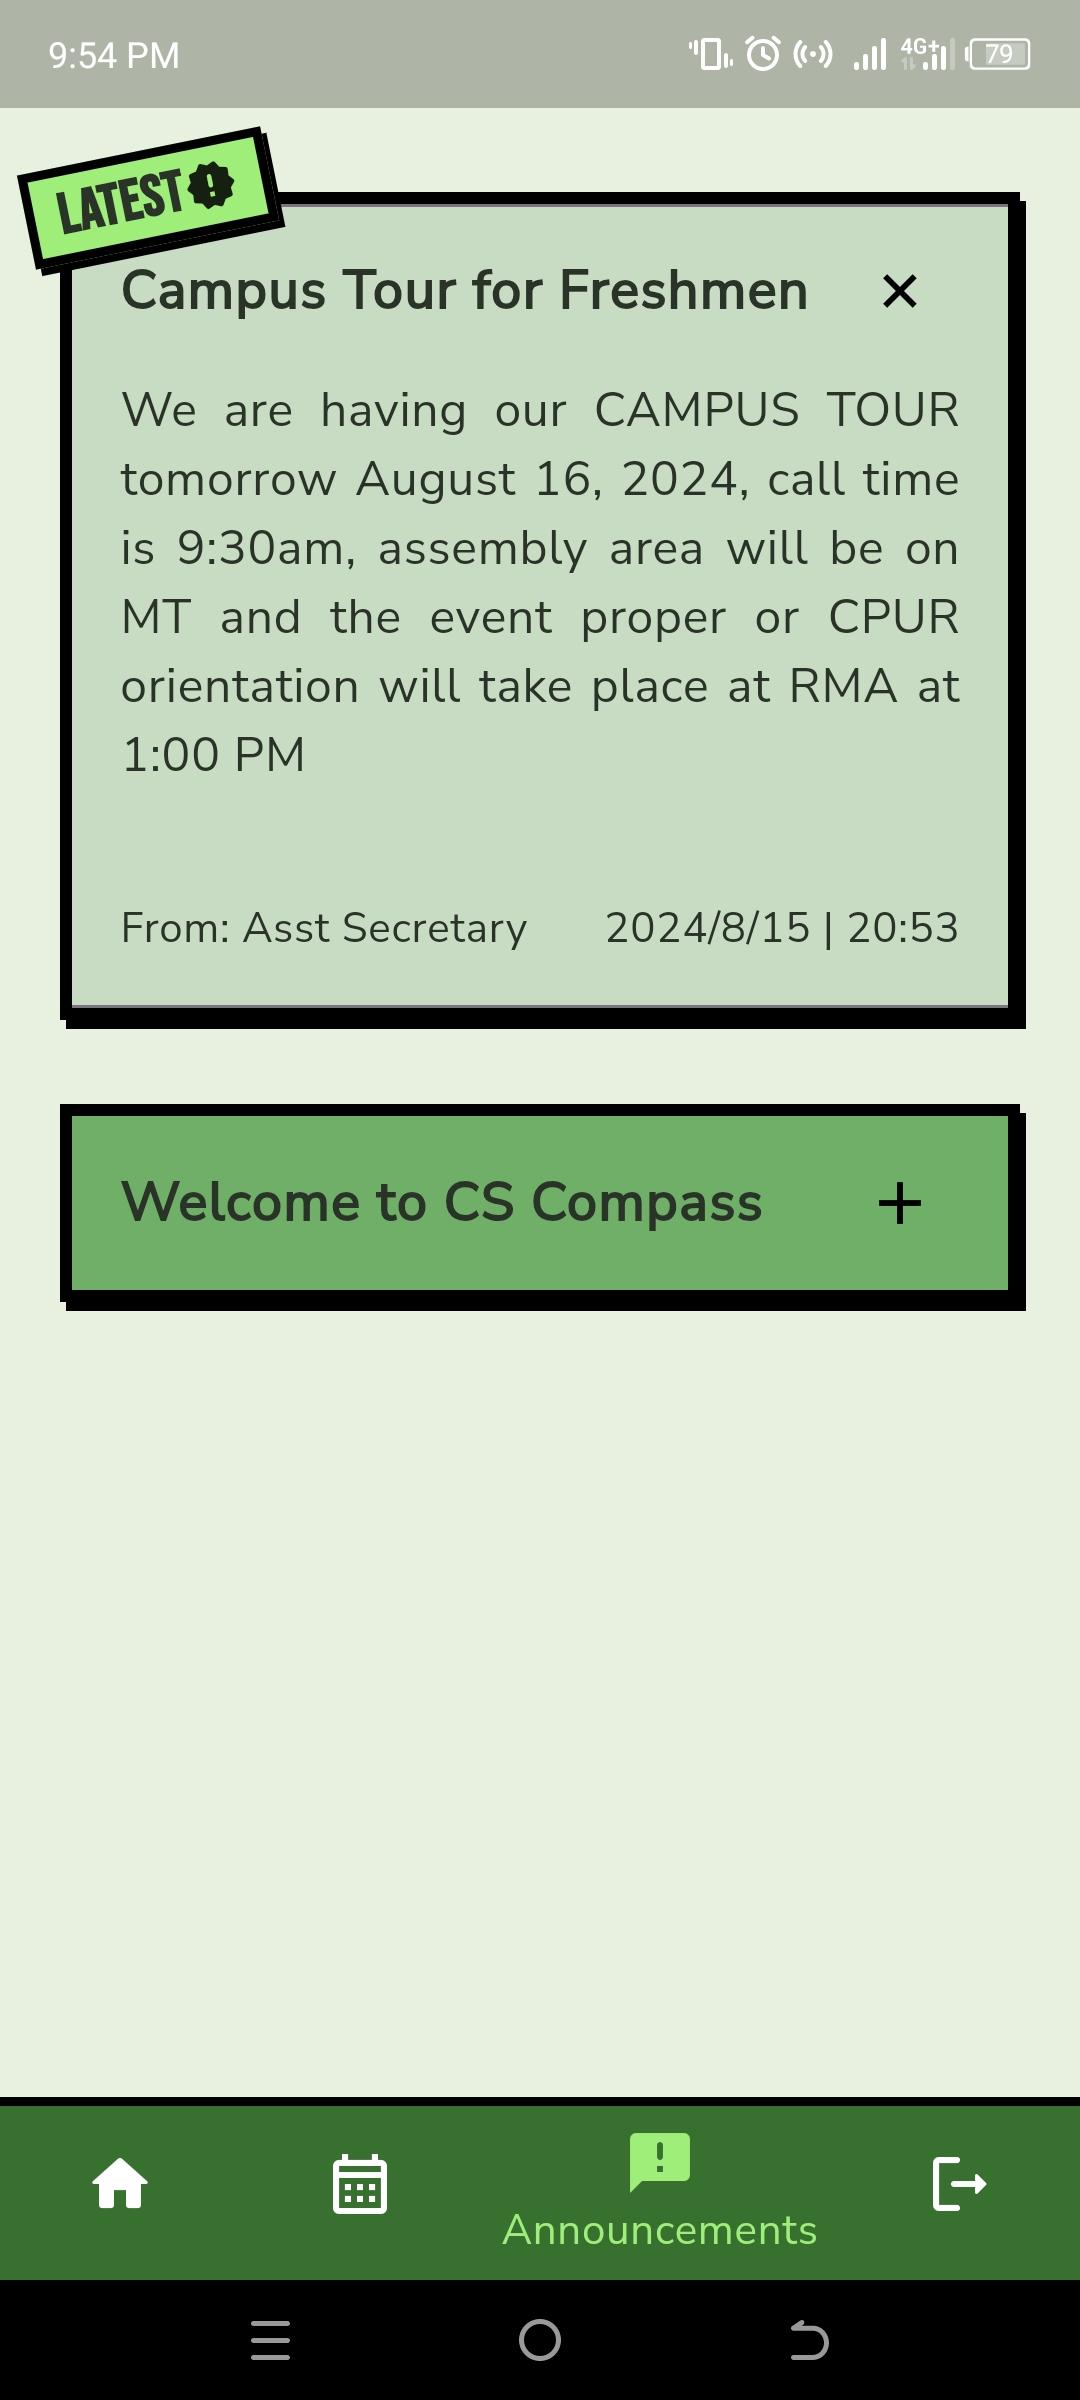 9:54 PM
4G+
79
LATEST
Campus Tour for Freshmen
We are having our CAMPUS TOUR
tomorrow August 16, 2024, call time
is 9:30am, assembly area will be on
MT and the event proper or CPUR
orientation will take place at RMA at
1:00 PM
From: Asst Secretary 2024/8/15 | 20:53
Welcome to CS Compass
Announcements